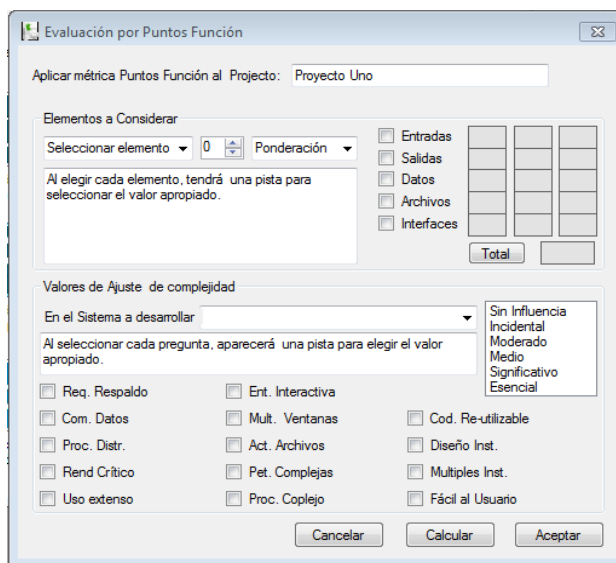 Evaluación por Puntos Función
Aplicar métrica Puntos Función al Projecto: Proyecto Uno
Elementos a Considerar
Seleccionar elemento 0 Ponderación
Al elegir cada elemento, tendrá una pista para
seleccionar el valor apropiado.
Entradas
Salidas
Datos
Archivos
Interfaces
Total
Valores de Ajuste de complejidad
En el Sistema a desarrollar
Al seleccionar cada pregunta, aparecerá una pista para elegir el valor
apropiado.
Sin Influencia
Incidental
Moderado
Medio
Significativo
Esencial
Req. Respaldo Ent. Interactiva
Com. Datos Mult. Ventanas Cod. Re-utilizable
Proc. Distr. Act. Archivos Diseño Inst.
Rend Crítico Pet. Complejas Multiples Inst.
Uso extenso Proc. Coplejo Fácil al Usuario
Cancelar Calcular Aceptar